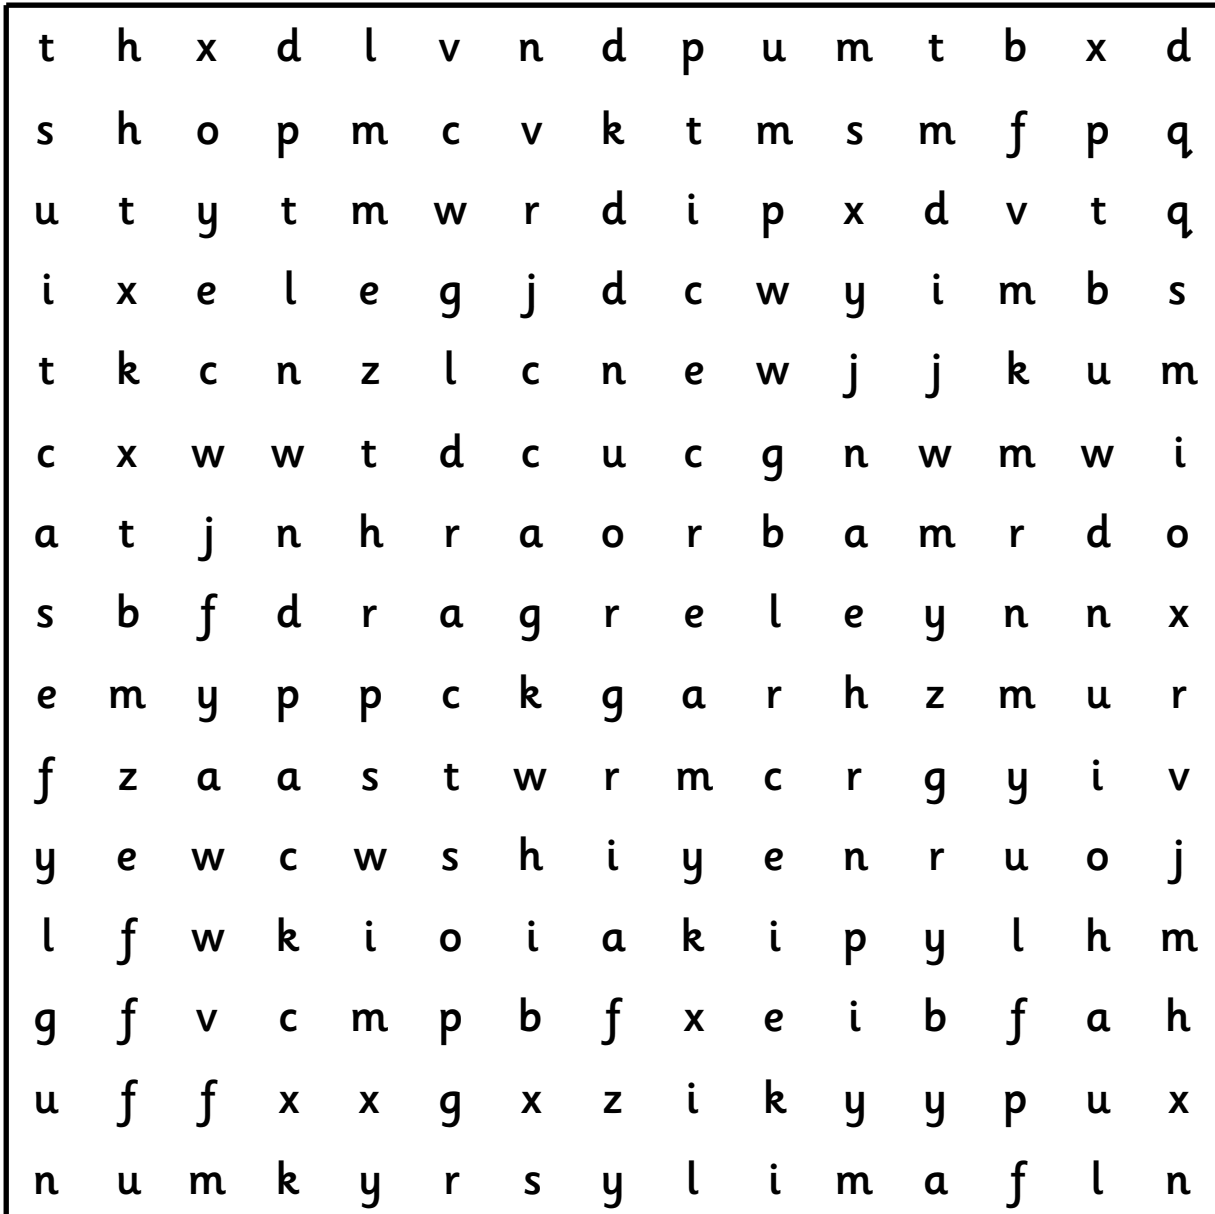 t h x d l v n d p u m t b x d
s h o p m c v k t m s m f p q
u t y t m w r d i p x d v t q
i x e l e g j d c w y i m b s
t k c n z l c n e w j j k u m
c x w w t d c u c g n w m w i
a t j n h r a o r b a m r d o
s b f d r a g r e l e y n n x
e m y p p c k g a r h z m u r
f z a a s t w r m c r g y i v
y e w c w s h i y e n r u o j
l f w k i o i a k i p y l h m
g f v c m p b f x e i b f a h
u f f x x g x z i k y y p u x
n u m k y r s y l i m a f l n